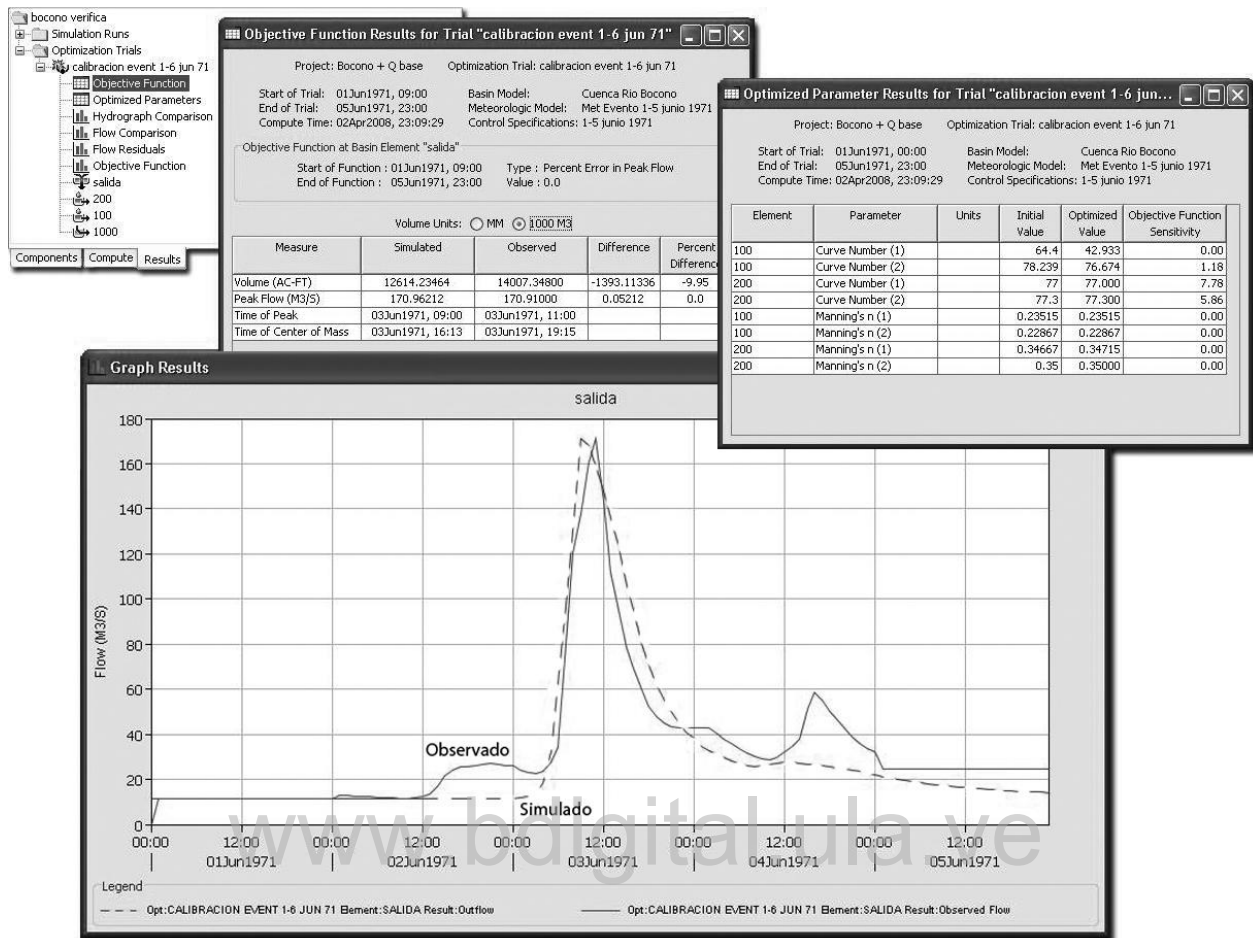 bocono verifica
Simulation Runs
Optimization Trials
calibracion event 1-6 jun 71
Objective Function
Optimized Parameters
Hydrograph Comparison
Flow Comparison
Flow Residuals
Objective Function
salida
200
100
1000
Components Compute Results
Objective Function Results for Trial "calibracion event 1-6 jun 71"
Project: Bocono + Q base Optimization Trial: calibracion event 1-6 jun 71
Start of Trial: 01Jun1971, 09:00 Basin Model: Cuenca Rio Bocono
End of Trial: 05Jun1971, 23:00 Meteorologic Model: Met Evento 1-5 junio 1971
Compute Time: 02Apr2008, 23:09:29 Control Specifications: 1-5 junio 1971
Objective Function at Basin Element "salida"
Start of Function : 01Jun1971, 09:00 Type : Percent Error in Peak Flow
End of Function : 05Jun1971, 23:00 Value : 0.0
Volume Units: MM 1000 M3
Measure Simulated Observed Difference Percent Difference
Volume (AC-FT) 12614.23464 14007.34800 -1393.11336 -9.95
Peak Flow (M3/S) 170.96212 170.91000 0.05212 0.0
Time of Peak 03Jun1971, 09:00 03Jun1971, 11:00
Time of Center of Mass 03Jun1971, 16:13 03Jun1971, 19:15
Optimized Parameter Results for Trial "calibracion event 1-6 jun...
Project: Bocono + Q base Optimization Trial: calibracion event 1-6 jun 71
Start of Trial: 01Jun1971, 00:00 Basin Model: Cuenca Rio Bocono
End of Trial: 05Jun1971, 23:00 Meteorologic Model: Met Evento 1-5 junio 1971
Compute Time: 02Apr2008, 23:09:29 Control Specifications: 1-5 junio 1971
Element Parameter Units Initial Value Optimized Value Objective Function Sensitivity
100 Curve Number (1) 64.4 42.933 0.00
100 Curve Number (2) 78.239 76.674 1.18
200 Curve Number (1) 77 77.000 7.78
200 Curve Number (2) 77.3 77.300 5.86
100 Manning's n (1) 0.23515 0.23515 0.00
100 Manning's n (2) 0.22867 0.22867 0.00
200 Manning's n (1) 0.34667 0.34715 0.00
200 Manning's n (2) 0.35 0.35000 0.00
Graph Results
salida
180
160
140
120
100
80
60
40
20
0
Flow (M3/S)
Observado
Simulado
00:00 12:00 00:00 12:00 00:00 12:00 00:00 12:00 00:00 12:00
01Jun1971 02Jun1971 03Jun1971 04Jun1971 05Jun1971
www.bdigital.ula.ve
Legend
Opt:CALIBRACION EVENT 1-6 JUN 71 Element:SALIDA Result:Outflow Opt:CALIBRACION EVENT 1-6 JUN 71 Element:SALIDA Result:Observed Flow